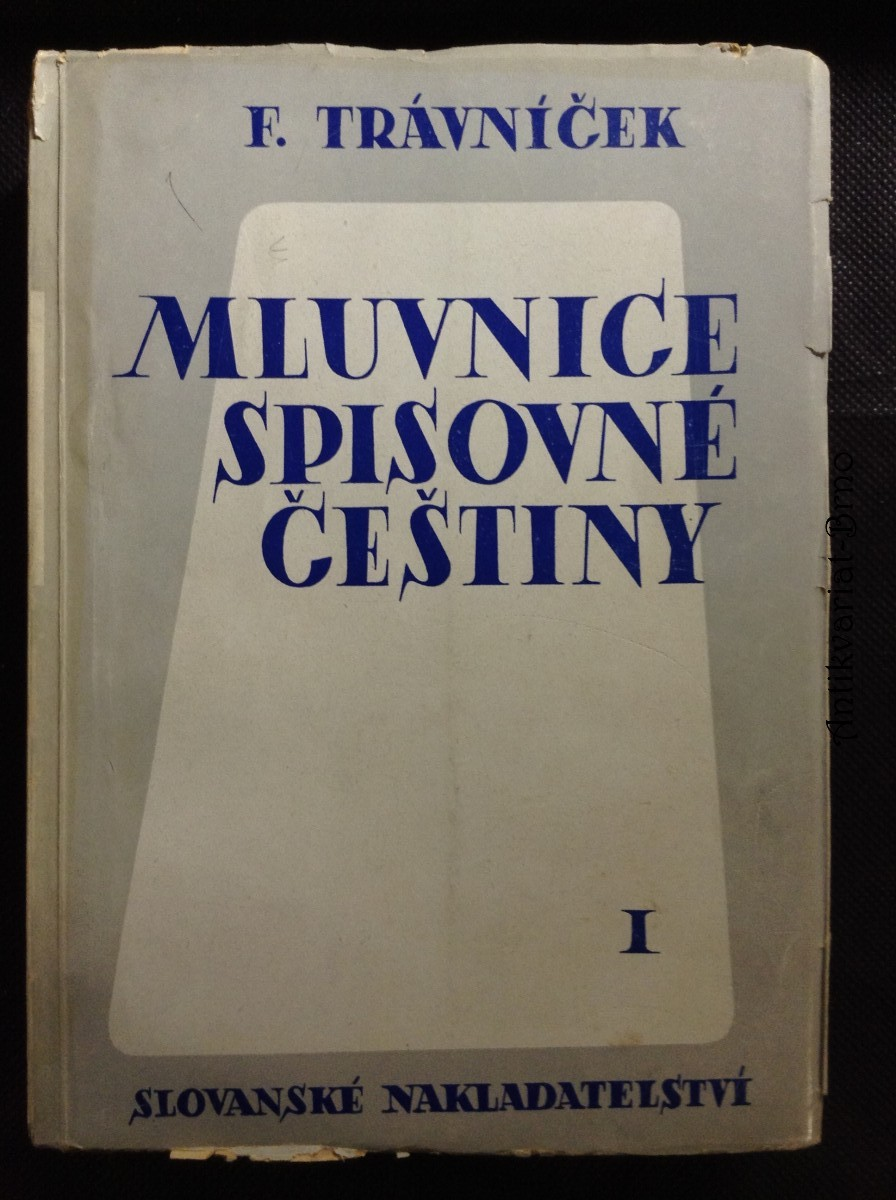 F. TRÁVNÍČEK
MLUVNICE
SPISOVNÉ
ČEŠTINY
I
SLOVANSKÉ NAKLADATELSTVÍ
Antikvariat-Brno